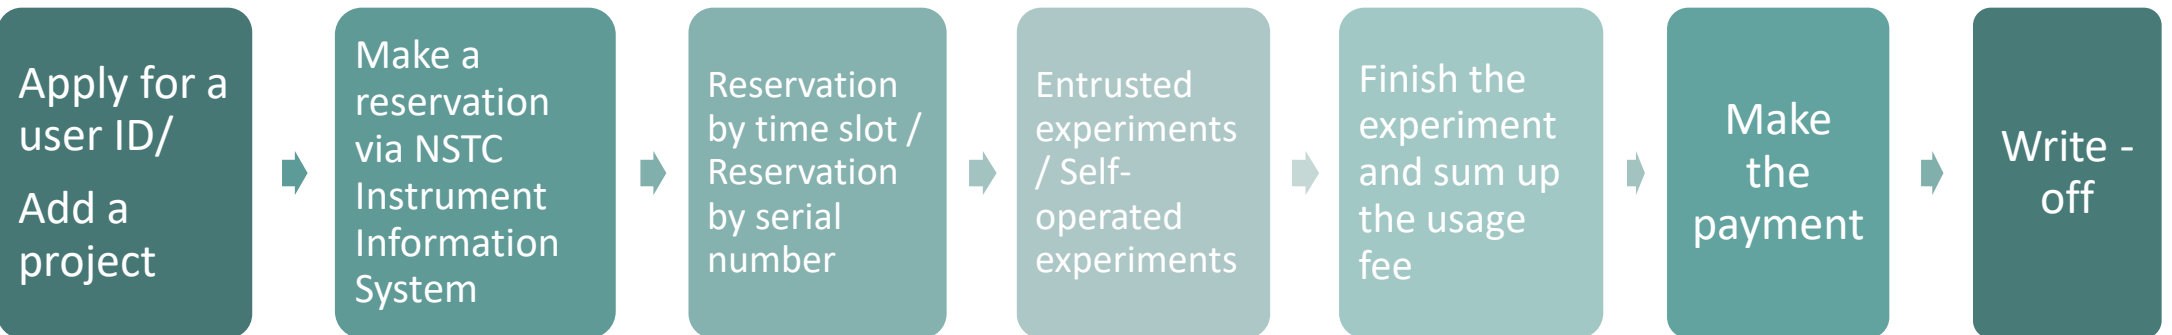 Apply for a
user ID/
Add a
project
Make a
reservation
via NSTC
Instrument
Information
System
Reservation
by time slot /
Reservation
by serial
number
Entrusted
experiments
/ Self-
operated
experiments
Finish the
experiment
and sum up
the usage
fee
Make
the
payment
Write -
off